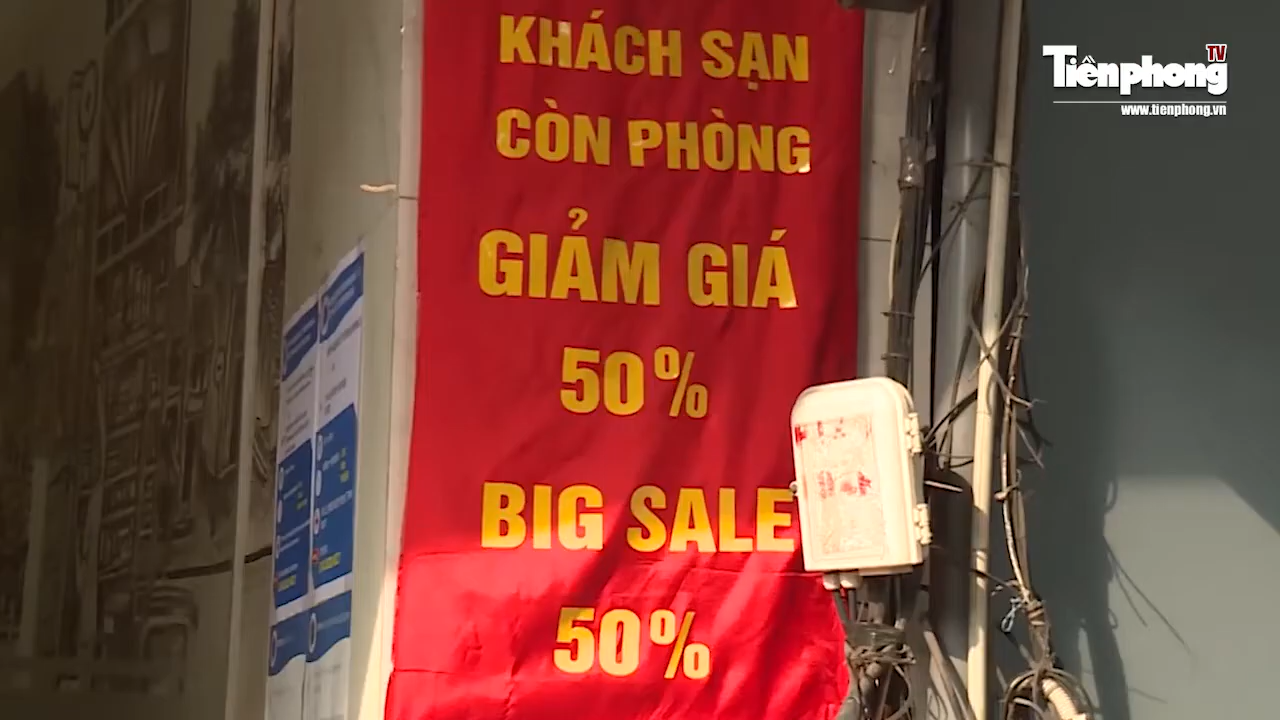 KHÁCH SẠN
CÒN PHÒNG
GIẢM GIÁ
50%
BIG SALE
50%
Tiềnphong TV
www.tienphong.vn